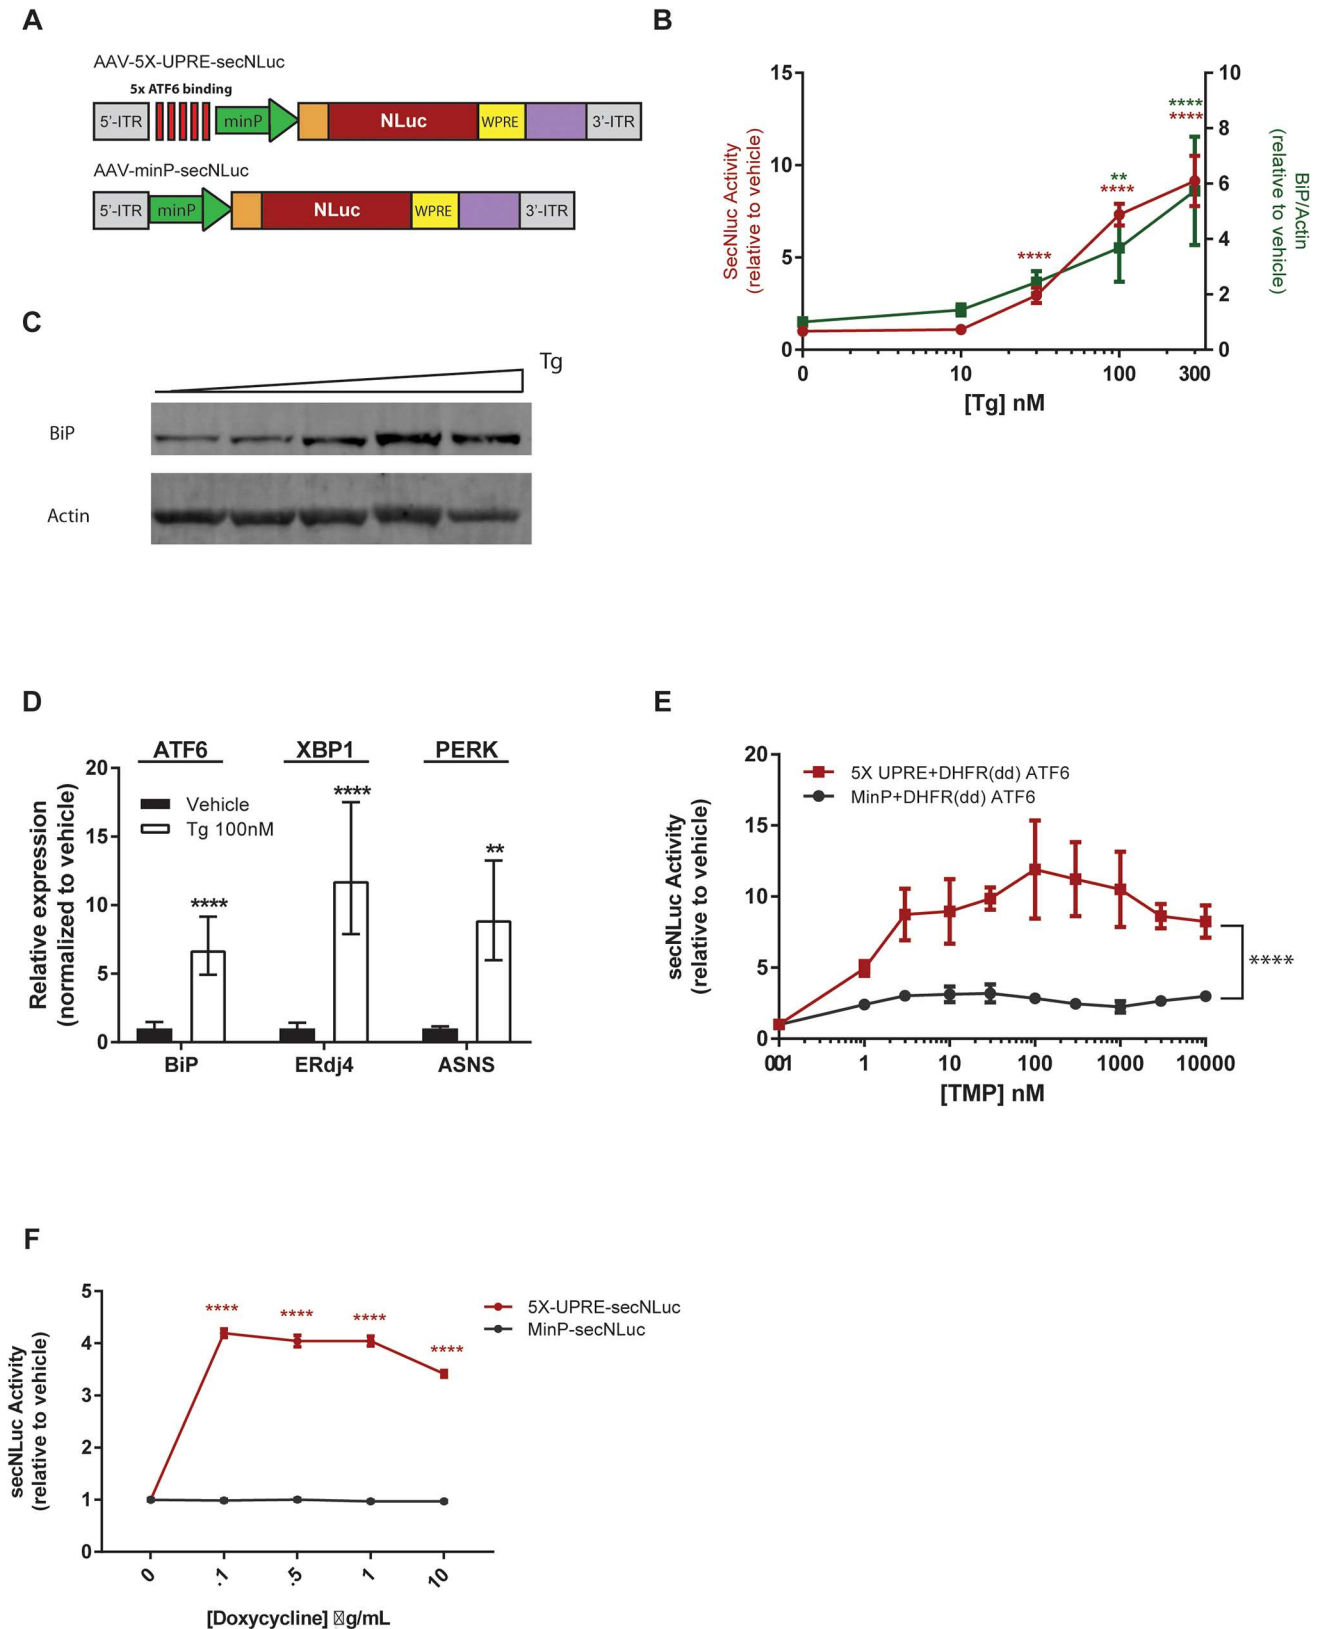 A
AAV-5X-UPRE-secNLuc
5x ATF6 binding
5'-ITR minP NLuc WPRE 3'-ITR
AAV-minP-secNLuc
5'-ITR minP NLuc WPRE 3'-ITR
B
SecNluc Activity
(relative to vehicle)
15
10
5
0
****
****
**
****
****
10
8
6
4
2
0
BiP/Actin
(relative to vehicle)
0 10 100 300
[Tg] nM
C
Tg
BiP
Actin
D
ATF6 XBP1 PERK
Relative expression
(normalized to vehicle)
20
15
10
5
0
Vehicle
Tg 100nM
****
****
**
BiP ERdj4 ASNS
E
secNLuc Activity
(relative to vehicle)
20
15
10
5
0
5X UPRE+DHFR(dd) ATF6
MinP+DHFR(dd) ATF6
****
001 1 10 100 1000 10000
[TMP] nM
F
secNLuc Activity
(relative to vehicle)
5
4
3
2
1
0
**** **** **** ****
5X-UPRE-secNLuc
MinP-secNLuc
0 .1 .5 1 10
[Doxycycline] g/mL